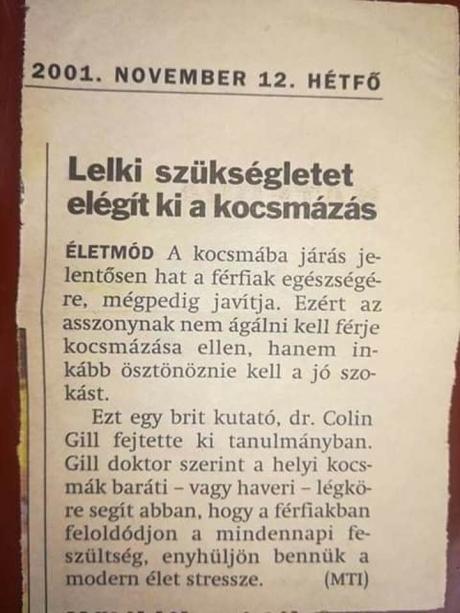 2001. NOVEMBER 12. HÉTFŐ
Lelki szükségletet
elégít ki a kocsmázás
ÉLETMÓD A kocsmába járás je-
lentősen hat a férfiak egészségé-
re, mégpedig javítja. Ezért az
asszonynak nem ágálni kell férje
kocsmázása ellen, hanem in-
kább ösztönöznie kell a jó szo-
kást.
Ezt egy brit kutató, dr. Colin
Gill fejtette ki tanulmányban.
Gill doktor szerint a helyi kocs-
mák baráti – vagy haveri – légkö-
re segít abban, hogy a férfiakban
feloldódjon a mindennapi fe-
szültség, enyhüljön bennük a
modern élet stressze. (MTI)